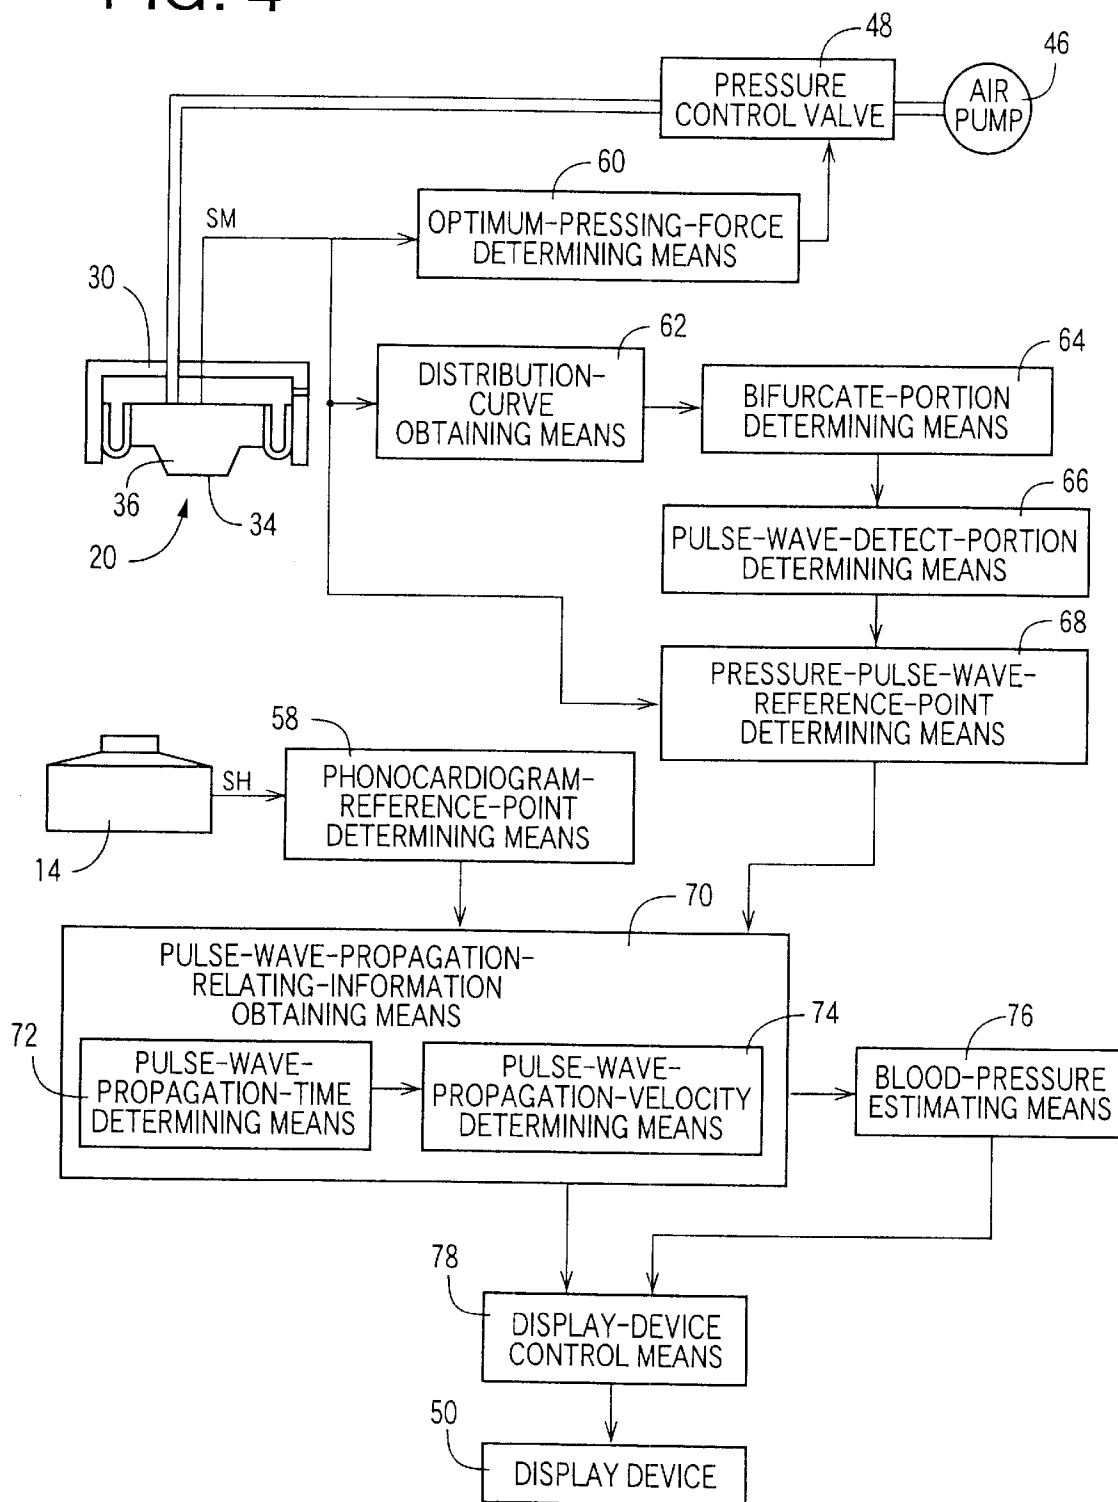 FIG. 4
48
46
PRESSURE
CONTROL VALVE
AIR
PUMP
60
SM
OPTIMUM-PRESSING-FORCE
DETERMINING MEANS
30
62
64
DISTRIBUTION-
CURVE
OBTAINING MEANS
BIFURCATE-PORTION
DETERMINING MEANS
36
34
20
66
PULSE-WAVE-DETECT-PORTION
DETERMINING MEANS
68
PRESSURE-PULSE-WAVE-
REFERENCE-POINT
DETERMINING MEANS
58
SH
PHONOCARDIOGRAM-
REFERENCE-POINT
DETERMINING MEANS
14
70
PULSE-WAVE-PROPAGATION-
RELATING-INFORMATION
OBTAINING MEANS
72
74
76
PULSE-WAVE-
PROPAGATION-TIME
DETERMINING MEANS
PULSE-WAVE-
PROPAGATION-VELOCITY
DETERMINING MEANS
BLOOD-PRESSURE
ESTIMATING MEANS
78
DISPLAY-DEVICE
CONTROL MEANS
50
DISPLAY DEVICE